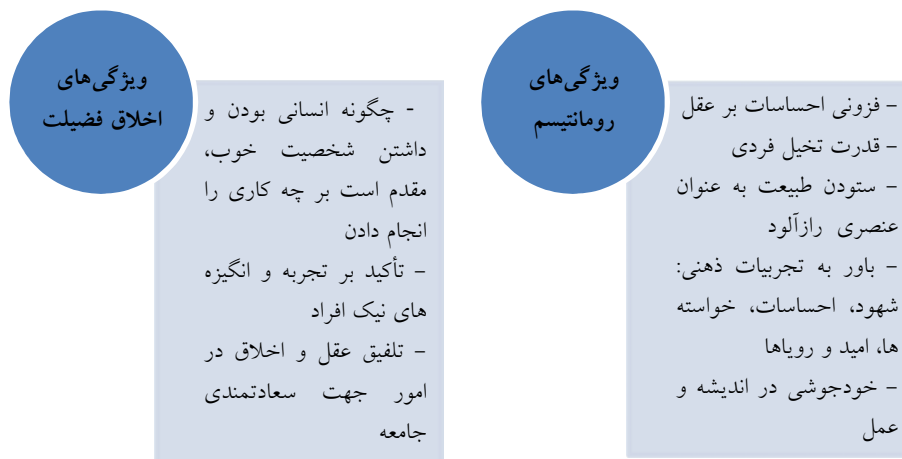 ویژگی‌های
رومانتیسم
– فزونی احساسات بر عقل
– قدرت تخیل فردی
– ستودن طبیعت به عنوان
عنصری رازآلود
– باور به تجربیات ذهنی:
شهود، احساسات، خواسته
ها، امید و رویاها
– خودجوشی در اندیشه و
عمل
ویژگی‌های
اخلاق فضیلت
- چگونه انسانی بودن و
داشتن شخصیت خوب،
مقدم است بر چه کاری را
انجام دادن
– تأکید بر تجربه و انگیزه
های نیک افراد
– تلفیق عقل و اخلاق در
امور جهت سعادتمندی
جامعه